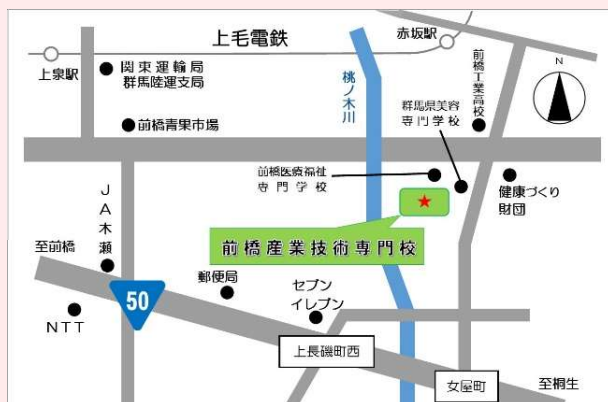 上毛電鉄
赤坂駅
上泉駅
関東運輸局
群馬陸運支局
前橋工業高校
N
桃ノ木川
群馬県美容
専門学校
前橋青果市場
前橋医療福祉
専門学校
健康づくり
財団
JA木瀬
前橋産業技術専門校
至前橋
郵便局
セブン
イレブン
50
NTT
上長磯町西
女屋町
至桐生